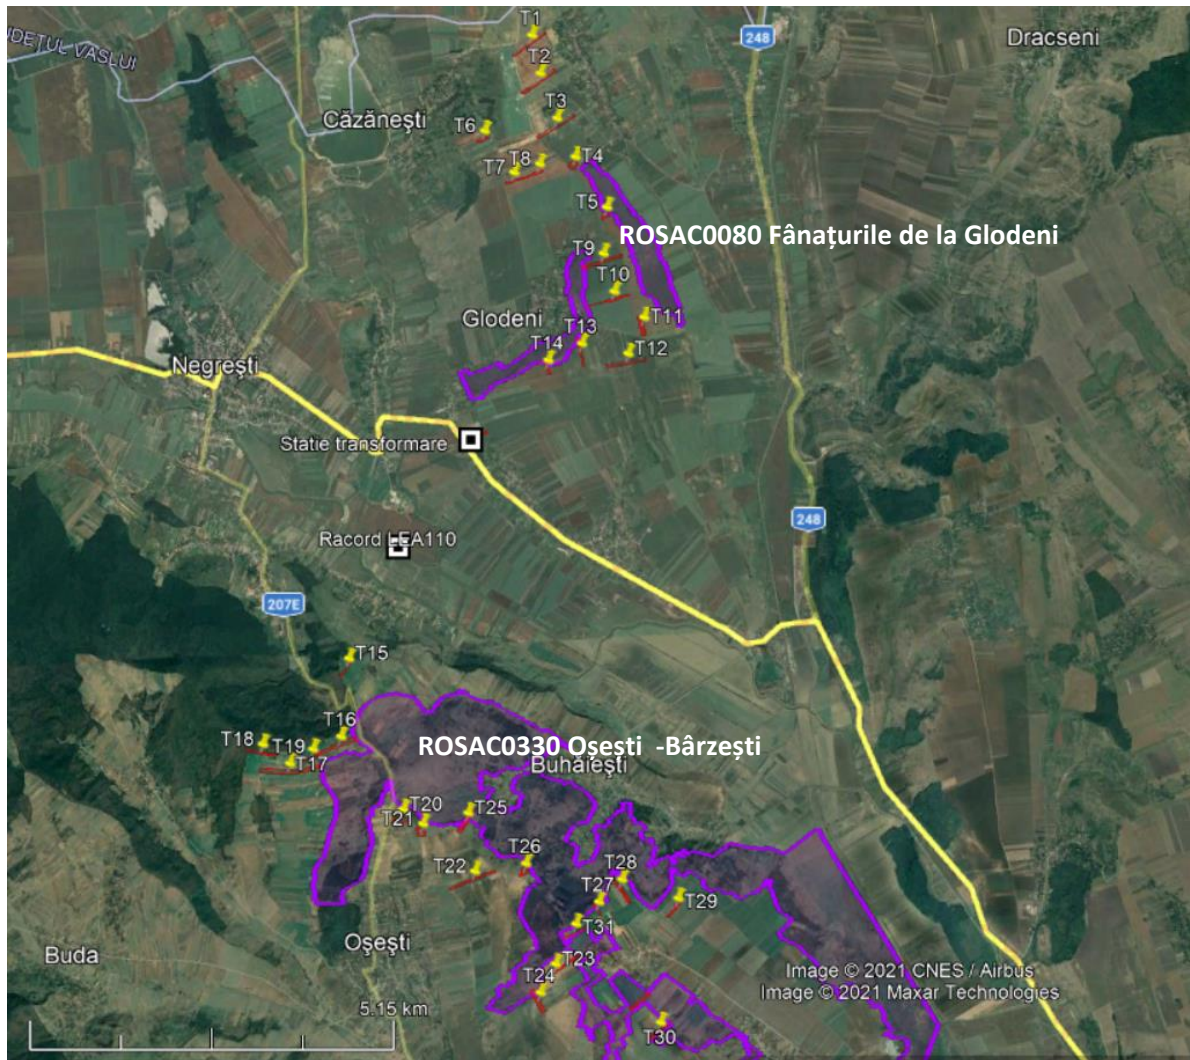 T1
248
Dracseni
JDEȚUL VASLUI
T2
T3
Căzănești
T6
T7
T8
T4
T5
ROSAC0080 Fânațurile de la Glodeni
T9
T10
Glodeni
T11
T13
T12
T14
Negrești
Statie transformare
248
Racord LEA110
207E
T15
T16
T18
T19
T17
ROSAC0330 Oșești -Bârzești
Buhăiești
T20
T21
T25
T22
T26
T28
T27
T29
T31
Oșești
Buda
T23
T24
Image © 2021 CNES / Airbus
Image © 2021 Maxar Technologies
5.15 km
T30